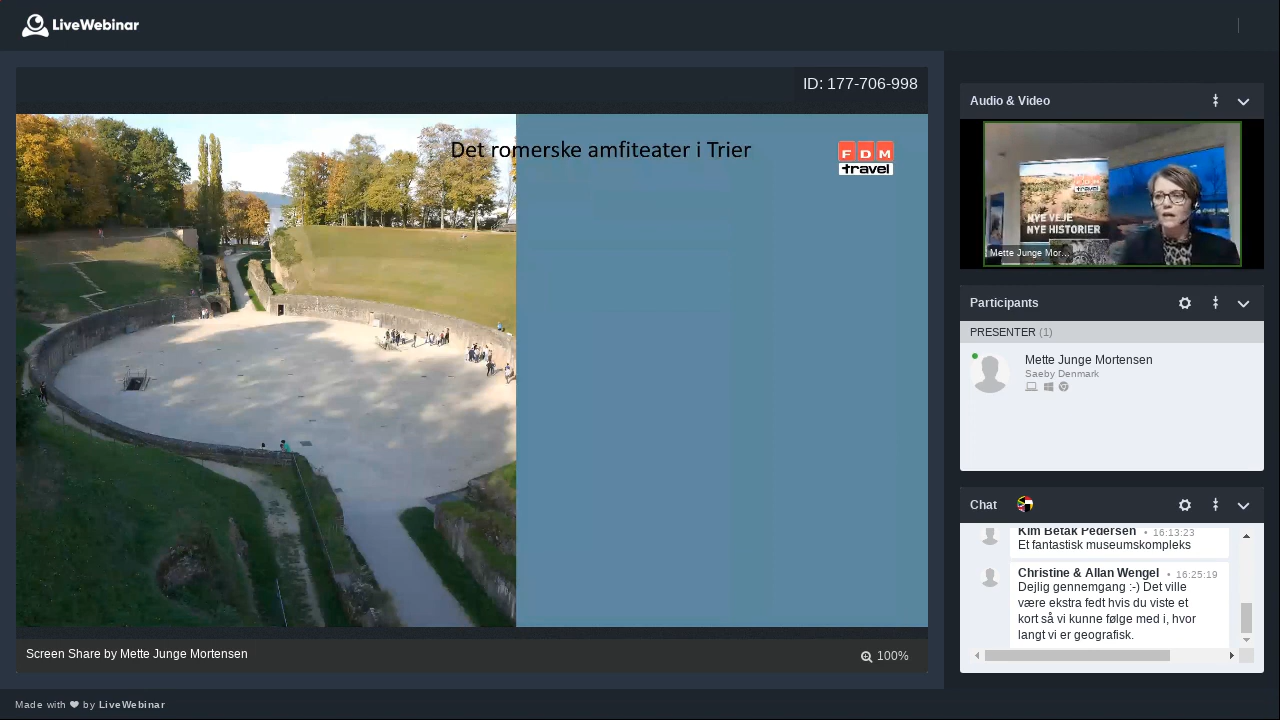 LiveWebinar
ID: 177-706-998
Det romerske amfiteater i Trier
FDM
travel
Screen Share by Mette Junge Mortensen
100%
Audio & Video
NYE VEJE
NYE HISTORIER
travel
Mette Junge Mor...
Participants
PRESENTER (1)
Mette Junge Mortensen
Saeby Denmark
Chat
Kim Betak Pedersen • 16:13:23
Et fantastisk museumskompleks
Christine & Allan Wengel • 16:25:19
Dejlig gennemgang :-) Det ville
være ekstra fedt hvis du viste et
kort så vi kunne følge med i, hvor
langt vi er geografisk.
Made with ❤ by LiveWebinar